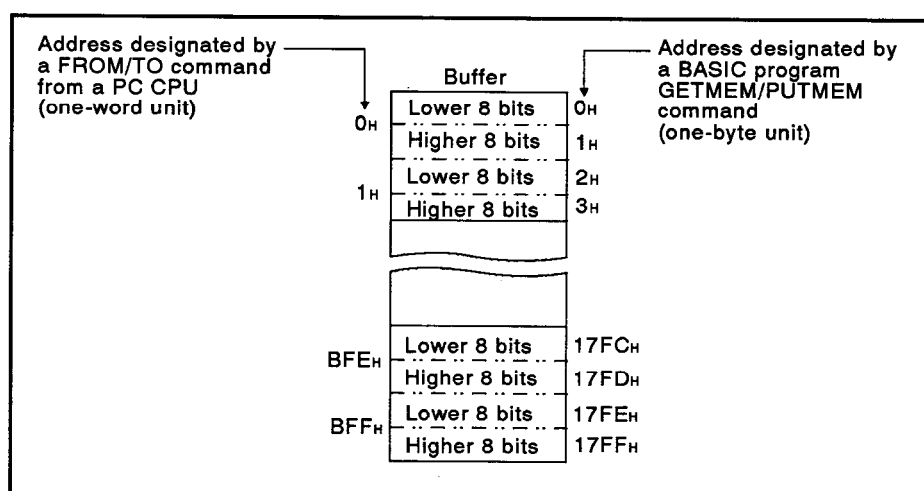 Address designated by
a FROM/TO command
from a PC CPU
(one-word unit)
Buffer
Address designated by
a BASIC program
GETMEM/PUTMEM
command
(one-byte unit)
0H
Lower 8 bits
0H
Higher 8 bits
1H
1H
Lower 8 bits
2H
Higher 8 bits
3H
BFEH
Lower 8 bits
17FCH
Higher 8 bits
17FDH
BFFH
Lower 8 bits
17FEH
Higher 8 bits
17FFH